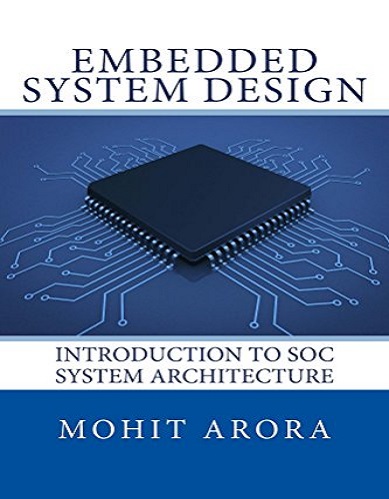 EMBEDDED
SYSTEM DESIGN
INTRODUCTION TO SOC
SYSTEM ARCHITECTURE
MOHIT ARORA